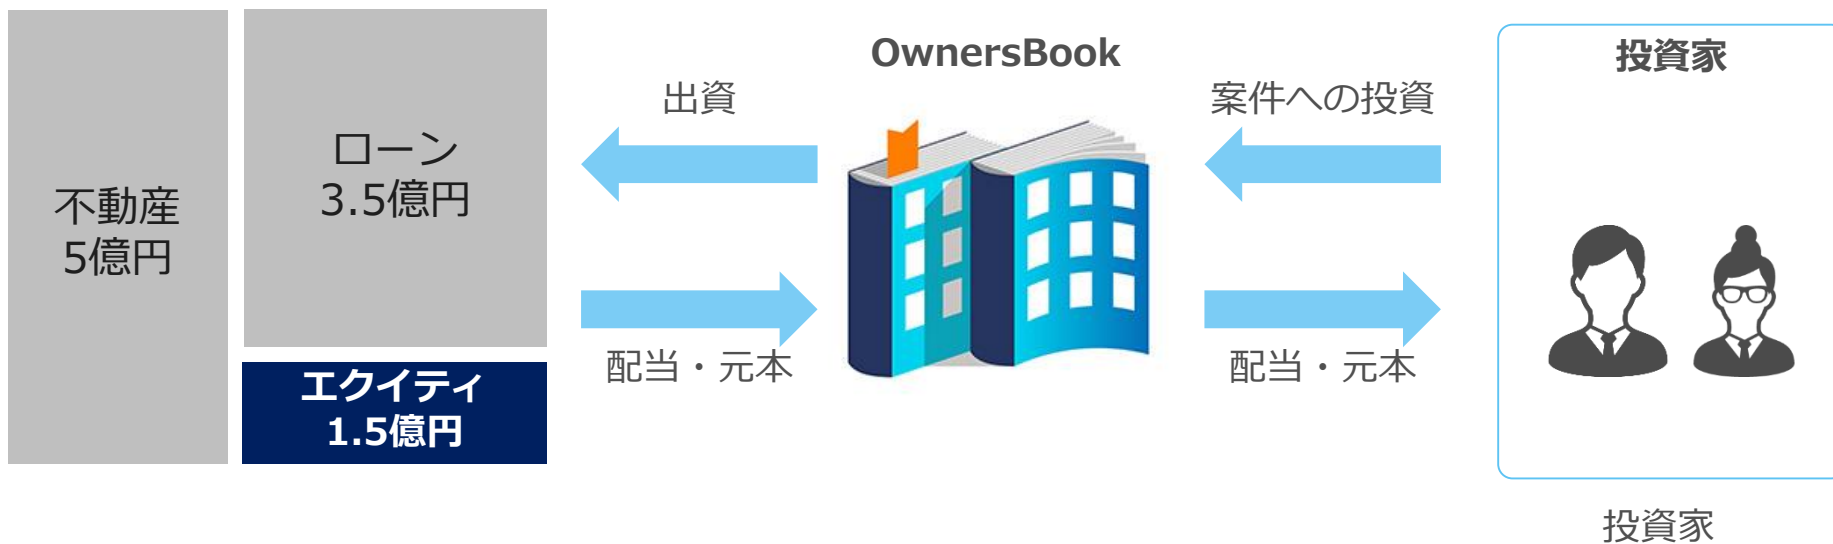 不動産
5億円
ローン
3.5億円
エクイティ
1.5億円
出資
配当・元本
OwnersBook
案件への投資
配当・元本
投資家
投資家